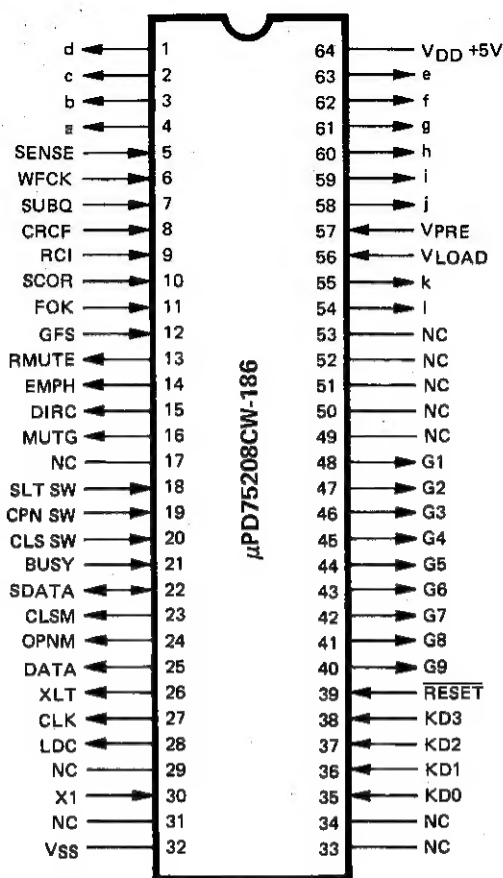 d 1 64 VDD +5V
c 2 63 e
b 3 62 f
a 4 61 g
SENSE 5 60 h
WFCK 6 59 i
SUBQ 7 58 j
CRCF 8 57 VPRE
RCI 9 56 VLOAD
SCOR 10 55 k
FOK 11 54 l
GFS 12 53 NC
RMUTE 13 52 NC
EMPH 14 51 NC
DIRC 15 50 NC
MUTG 16 49 NC
NC 17 48 G1
SLT SW 18 47 G2
CPN SW 19 46 G3
CLS SW 20 45 G4
BUSY 21 44 G5
SDATA 22 43 G6
CLSM 23 42 G7
OPNM 24 41 G8
DATA 25 40 G9
XLT 26 39 RESET
CLK 27 38 KD3
LDC 28 37 KD2
NC 29 36 KD1
X1 30 35 KD0
NC 31 34 NC
VSS 32 33 NC
μPD75208CW-186